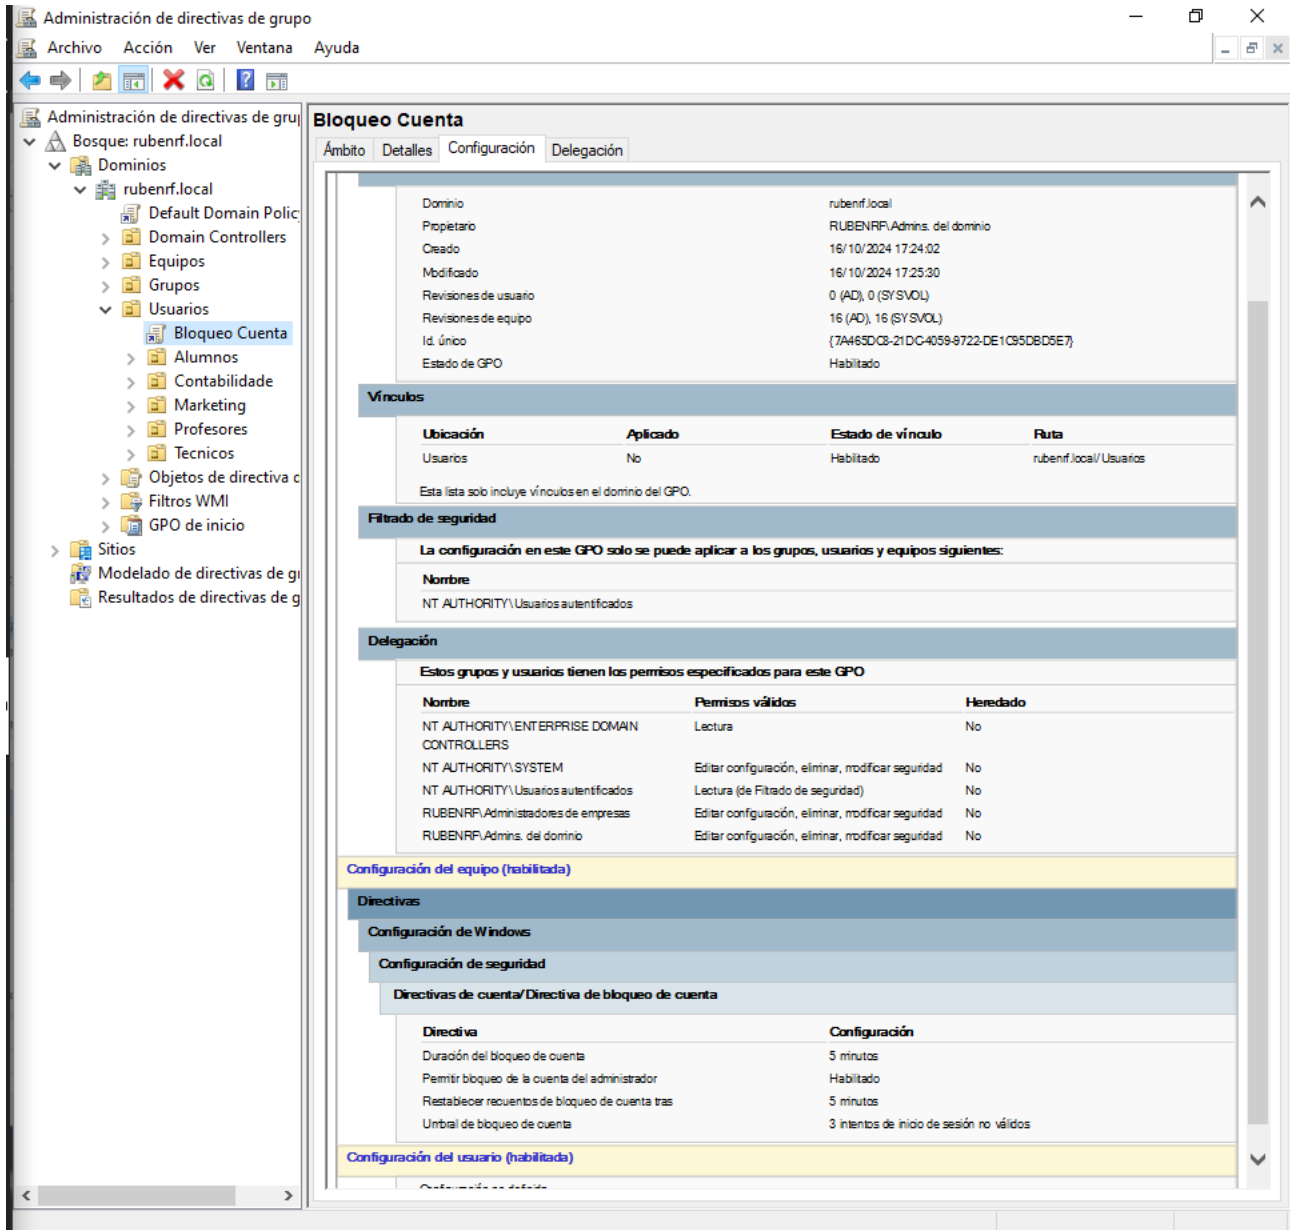 Administración de directivas de grupo
Archivo Acción Ver Ventana Ayuda
Administración de directivas de gru
Bosque: rubenrf.local
Dominios
rubenrf.local
Default Domain Polic
Domain Controllers
Equipos
Grupos
Usuarios
Bloqueo Cuenta
Alumnos
Contabilidade
Marketing
Profesores
Tecnicos
Objetos de directiva
Filtros WMI
GPO de inicio
Sitios
Modelado de directivas de g
Resultados de directivas de g
Bloqueo Cuenta
Ámbito Detalles Configuración Delegación
Dominio rubenrf.local
Propietario RUBENRF\Admins. del dominio
Creado 16/10/2024 17:24:02
Modificado 16/10/2024 17:25:30
Revisiones de usuario 0 (AD), 0 (SYSVOL)
Revisiones de equipo 16 (AD), 16 (SYSVOL)
Id. único {7A465DC8-21DC-4059-9722-DE1C95DBD5E7}
Estado de GPO Habilitado
Vínculos
Ubicación Aplicado Estado de vínculo Ruta
Usuarios No Habilitado rubenrf.local/Usuarios
Esta lista solo incluye vínculos en el dominio del GPO.
Filtrado de seguridad
La configuración en este GPO solo se puede aplicar a los grupos, usuarios y equipos siguientes:
Nombre
NT AUTHORITY\Usuarios autentificados
Delegación
Estos grupos y usuarios tienen los permisos especificados para este GPO
Nombre Permisos válidos Heredado
NT AUTHORITY\ENTERPRISE DOMAIN CONTROLLERS Lectura No
NT AUTHORITY\SYSTEM Editar configuración, eliminar, modificar seguridad No
NT AUTHORITY\Usuarios autentificados Lectura (de Filtrado de seguridad) No
RUBENRF\Administradores de empresas Editar configuración, eliminar, modificar seguridad No
RUBENRF\Admins. del dominio Editar configuración, eliminar, modificar seguridad No
Configuración del equipo (habilitada)
Directivas
Configuración de Windows
Configuración de seguridad
Directivas de cuenta/Directiva de bloqueo de cuenta
Directiva Configuración
Duración del bloqueo de cuenta 5 minutos
Permitir bloqueo de la cuenta del administrador Habilitado
Restablecer recuentos de bloqueo de cuenta tras 5 minutos
Umbral de bloqueo de cuenta 3 intentos de inicio de sesión no válidos
Configuración del usuario (habilitada)